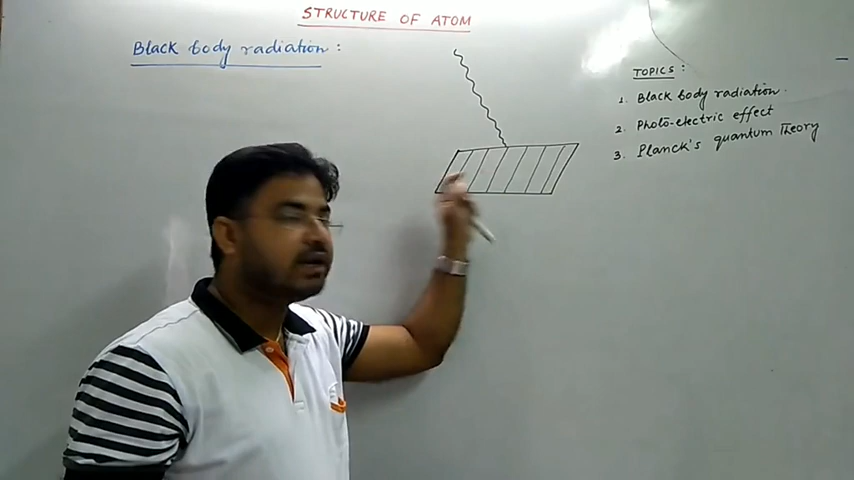 STRUCTURE OF ATOM
Black body radiation :
TOPICS :
1. Black body radiation.
2. Photo-electric effect
3. Planck's quantum Theory